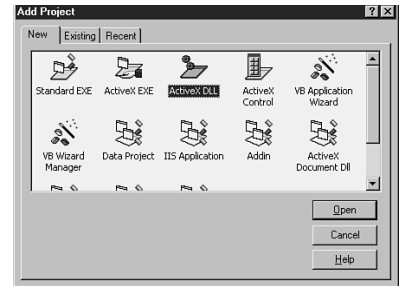 Add Project
New Existing Recent
Standard EXE ActiveX EXE ActiveX DLL ActiveX Control VB Application Wizard
VB Wizard Manager Data Project IIS Application Addin ActiveX Document Dll
Open
Cancel
Help